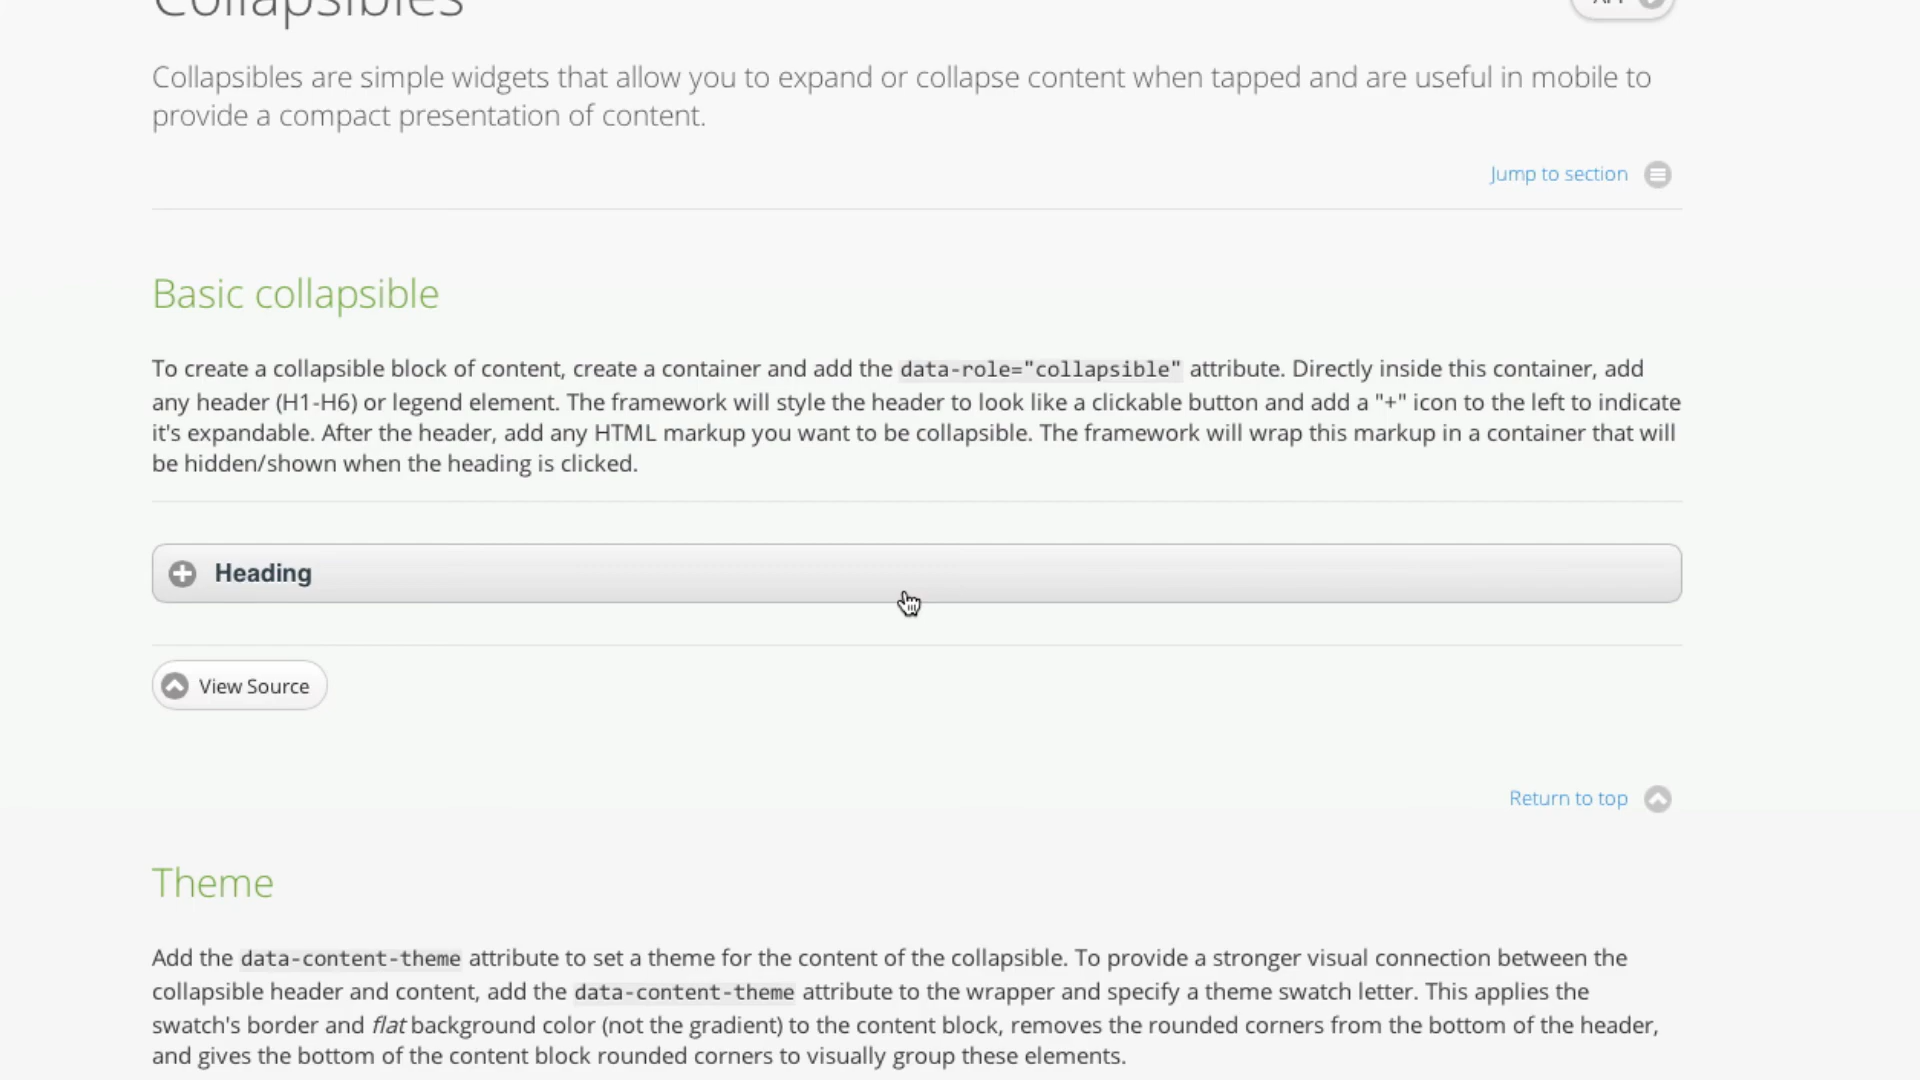 Collapsibles
API
Collapsibles are simple widgets that allow you to expand or collapse content when tapped and are useful in mobile to
provide a compact presentation of content.
Jump to section
Basic collapsible
To create a collapsible block of content, create a container and add the data-role="collapsible" attribute. Directly inside this container, add
any header (H1-H6) or legend element. The framework will style the header to look like a clickable button and add a "+" icon to the left to indicate
it's expandable. After the header, add any HTML markup you want to be collapsible. The framework will wrap this markup in a container that will
be hidden/shown when the heading is clicked.
Heading
View Source
Return to top
Theme
Add the data-content-theme attribute to set a theme for the content of the collapsible. To provide a stronger visual connection between the
collapsible header and content, add the data-content-theme attribute to the wrapper and specify a theme swatch letter. This applies the
swatch's border and flat background color (not the gradient) to the content block, removes the rounded corners from the bottom of the header,
and gives the bottom of the content block rounded corners to visually group these elements.